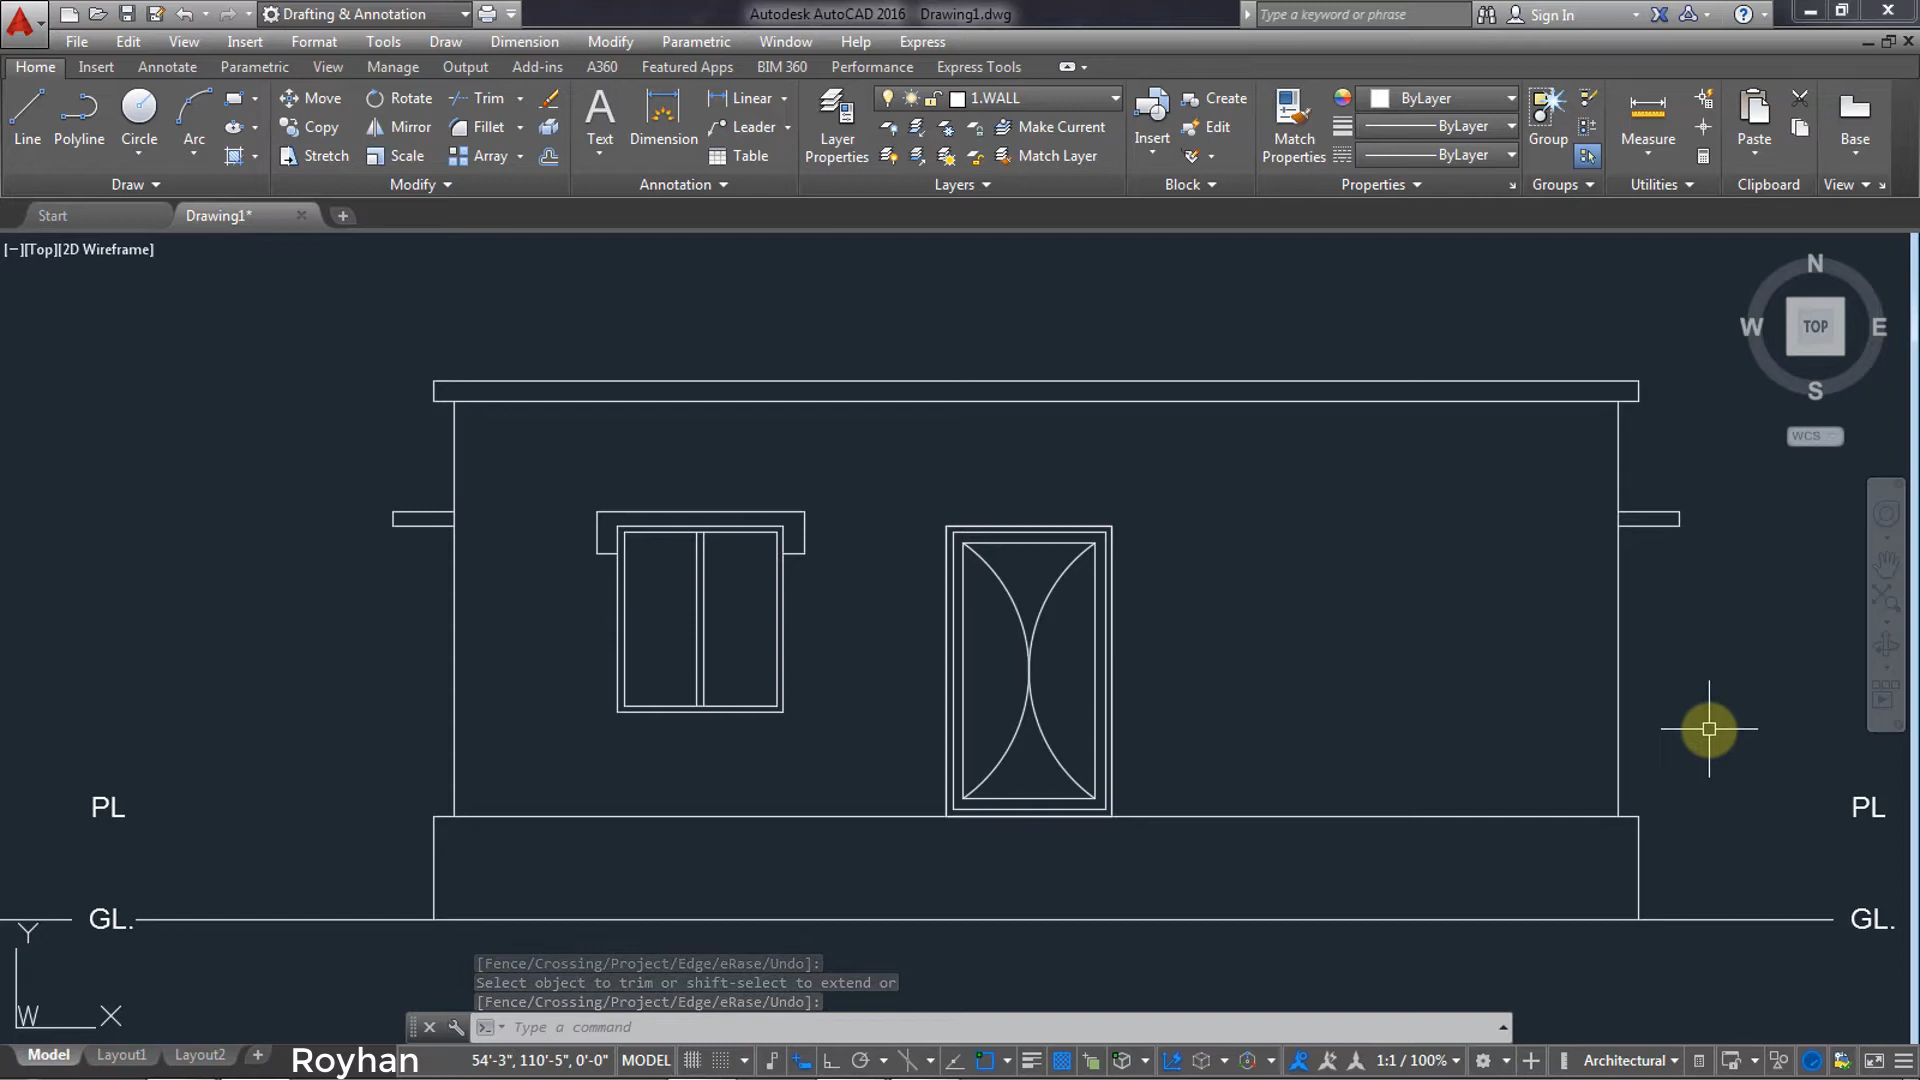 Drafting & Annotation
Autodesk AutoCAD 2016 Drawing1.dwg
Type a keyword or phrase
Sign In
File Edit View Insert Format Tools Draw Dimension Modify Parametric Window Help Express
Home Insert Annotate Parametric View Manage Output Add-ins A360 Featured Apps BIM 360 Performance Express Tools
Line Polyline Circle Arc
Move Rotate Trim
Copy Mirror Fillet
Stretch Scale Array
Text Dimension
Linear
Leader
Table
Layer Properties
1.WALL
Make Current
Match Layer
Insert
Create
Edit
Match Properties
ByLayer
ByLayer
ByLayer
Group Measure Paste Base
Draw Modify Annotation Layers Block Properties Groups Utilities Clipboard View
Start Drawing1*
[−][Top][2D Wireframe]
N
W TOP E
S
WCS
PL PL
GL. GL.
Y
W X
[Fence/Crossing/Project/Edge/eRase/Undo]:
Select object to trim or shift-select to extend or
[Fence/Crossing/Project/Edge/eRase/Undo]:
Type a command
Model Layout1 Layout2 + Royhan 54'-3", 110'-5", 0'-0" MODEL 1:1 / 100% Architectural